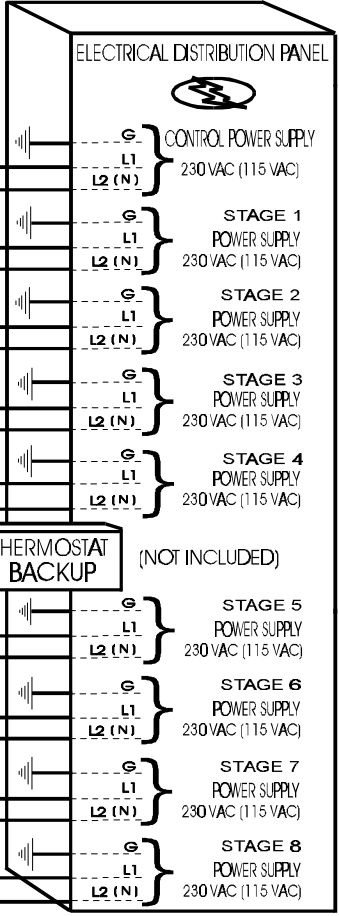 ELECTRICAL DISTRIBUTION PANEL
G
L1
L2 (N)
CONTROL POWER SUPPLY
230 VAC (115 VAC)
G
L1
L2 (N)
STAGE 1
POWER SUPPLY
230 VAC (115 VAC)
G
L1
L2 (N)
STAGE 2
POWER SUPPLY
230 VAC (115 VAC)
G
L1
L2 (N)
STAGE 3
POWER SUPPLY
230 VAC (115 VAC)
G
L1
L2 (N)
STAGE 4
POWER SUPPLY
230 VAC (115 VAC)
HERMOSTAT
BACKUP
(NOT INCLUDED)
G
L1
L2 (N)
STAGE 5
POWER SUPPLY
230 VAC (115 VAC)
G
L1
L2 (N)
STAGE 6
POWER SUPPLY
230 VAC (115 VAC)
G
L1
L2 (N)
STAGE 7
POWER SUPPLY
230 VAC (115 VAC)
G
L1
L2 (N)
STAGE 8
POWER SUPPLY
230 VAC (115 VAC)